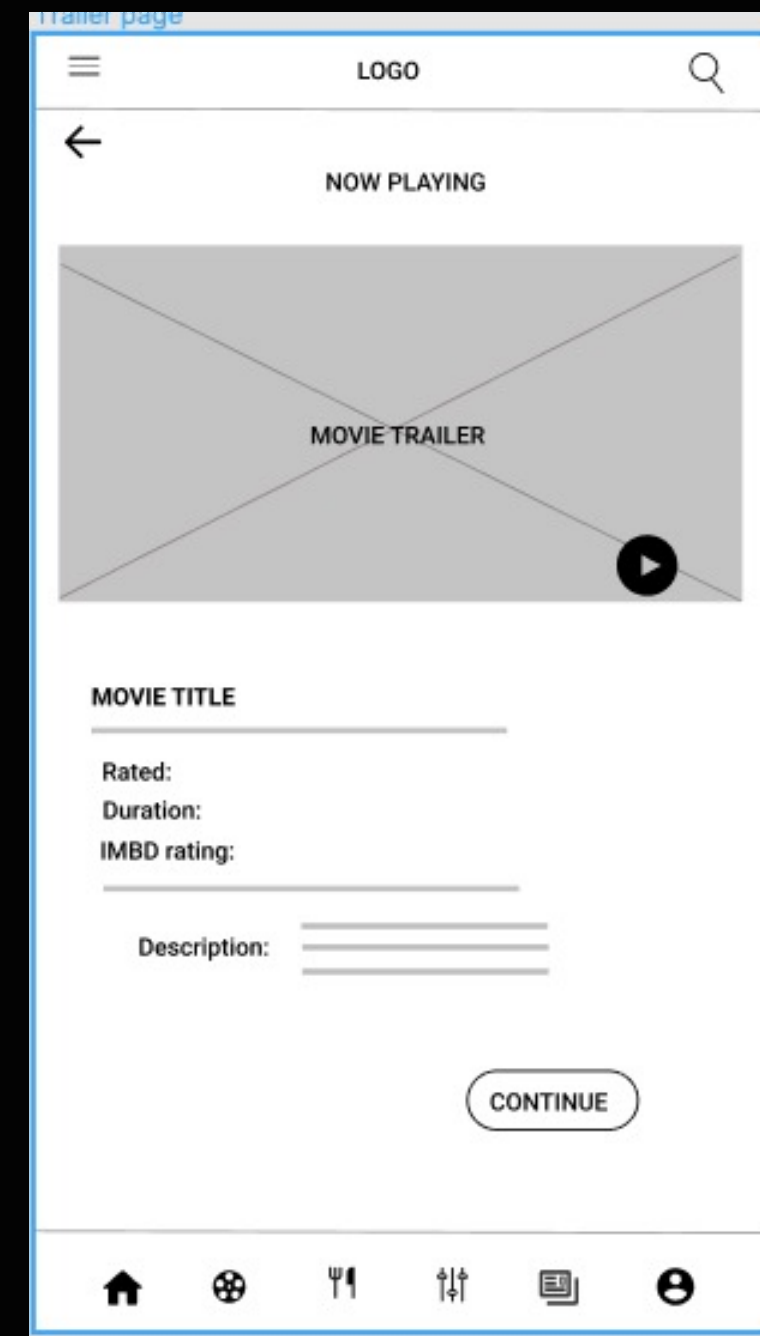 Trailer page
LOGO
NOW PLAYING
MOVIE TRAILER
MOVIE TITLE
Rated:
Duration:
IMBD rating:
Description:
CONTINUE